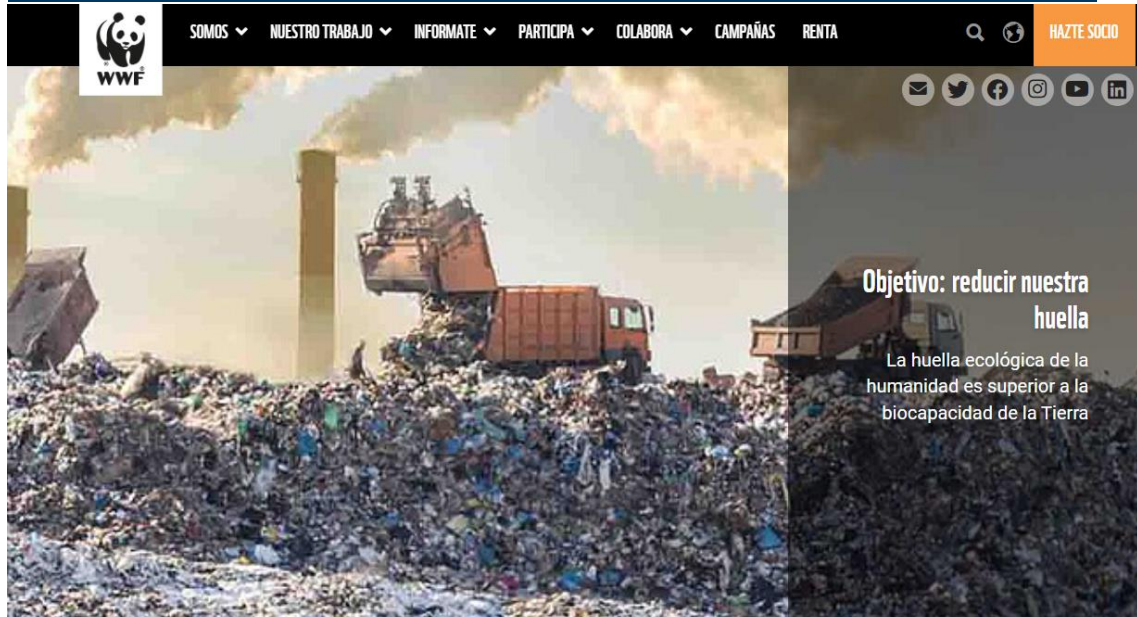 SOMOS NUESTRO TRABAJO INFORMATE PARTICIPA COLABORA CAMPAÑAS RENTA HAZTE SOCIO
WWF
Objetivo: reducir nuestra
huella
La huella ecológica de la
humanidad es superior a la
biocapacidad de la Tierra